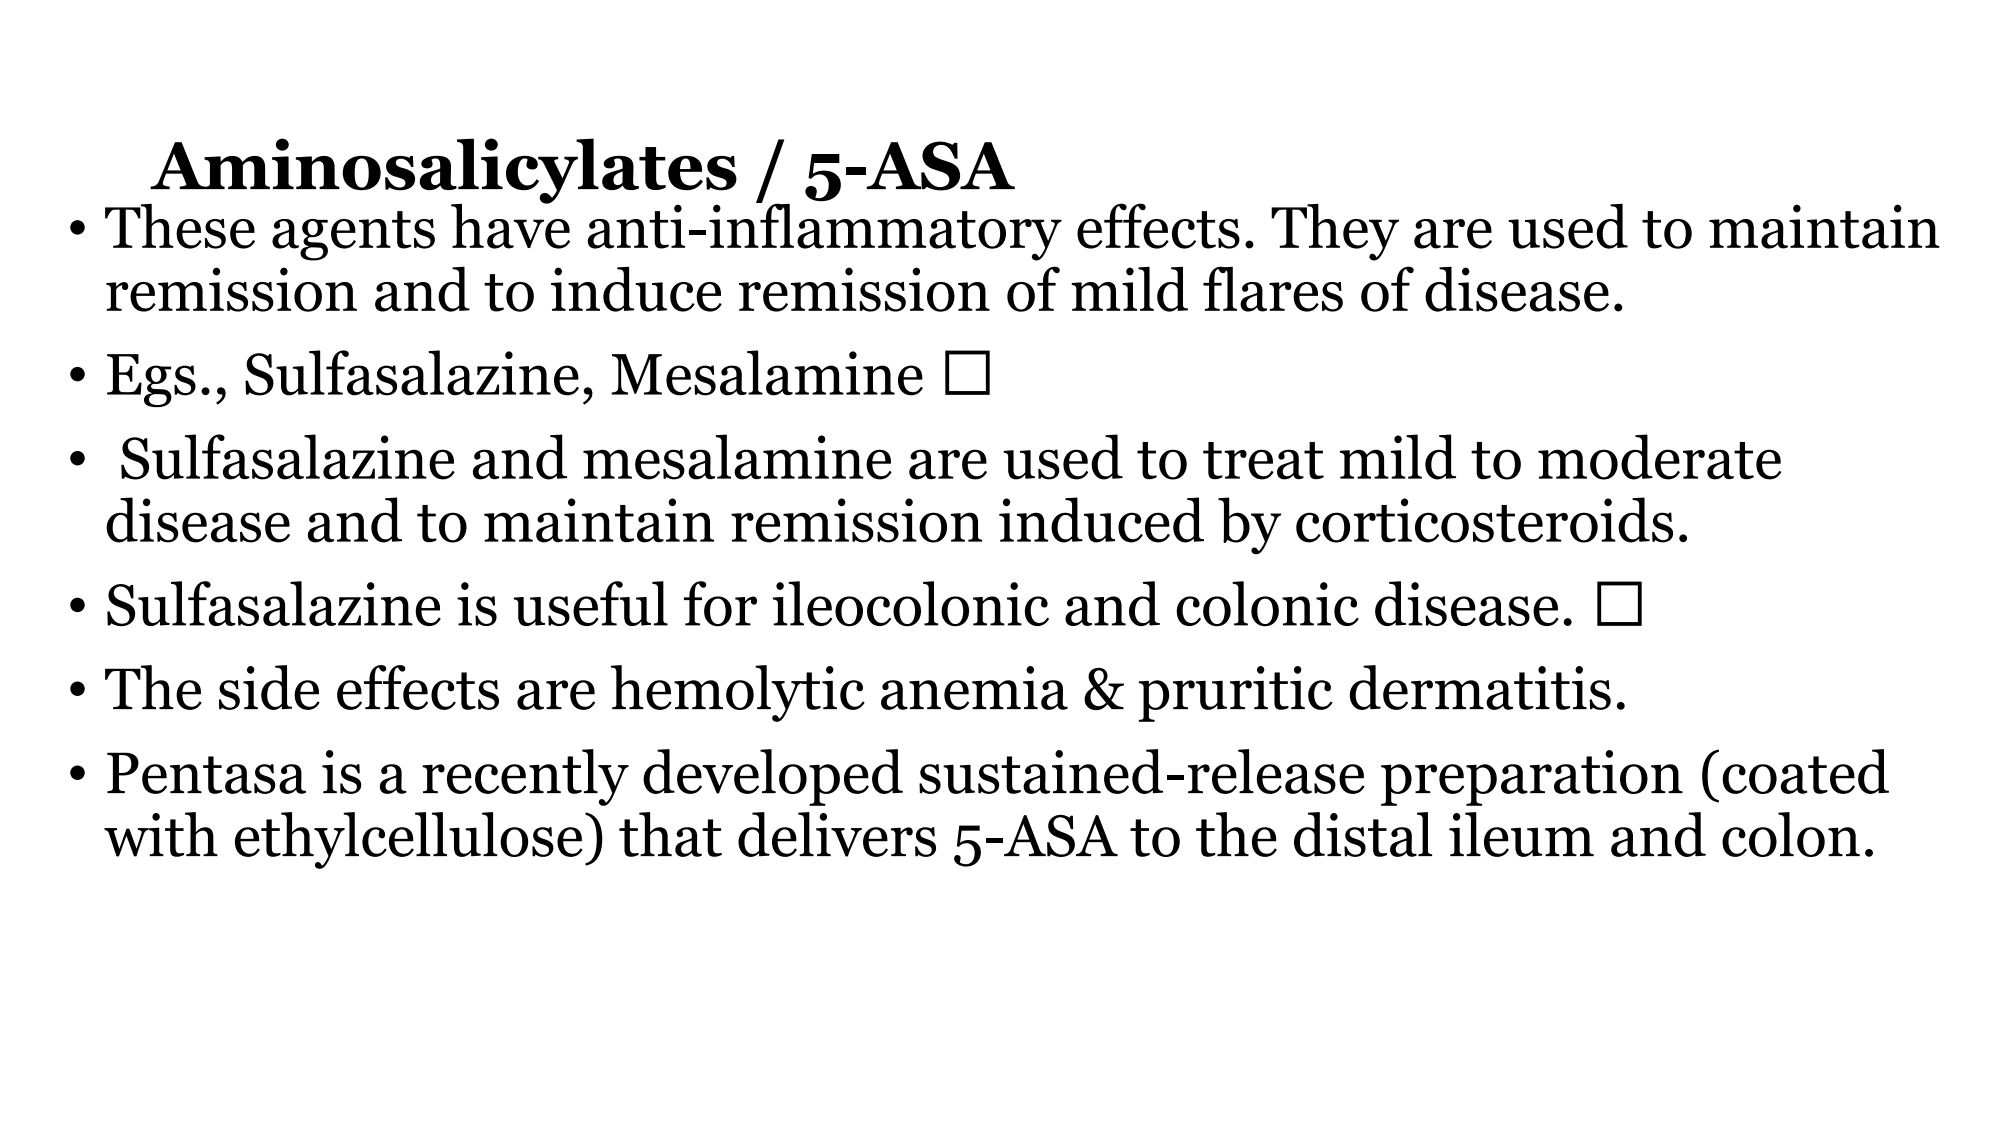 Aminosalicylates / 5-ASA
• These agents have anti-inflammatory effects. They are used to maintain
remission and to induce remission of mild flares of disease.
• Egs., Sulfasalazine, Mesalamine □
• Sulfasalazine and mesalamine are used to treat mild to moderate
disease and to maintain remission induced by corticosteroids.
• Sulfasalazine is useful for ileocolonic and colonic disease. □
• The side effects are hemolytic anemia & pruritic dermatitis.
• Pentasa is a recently developed sustained-release preparation (coated
with ethylcellulose) that delivers 5-ASA to the distal ileum and colon.